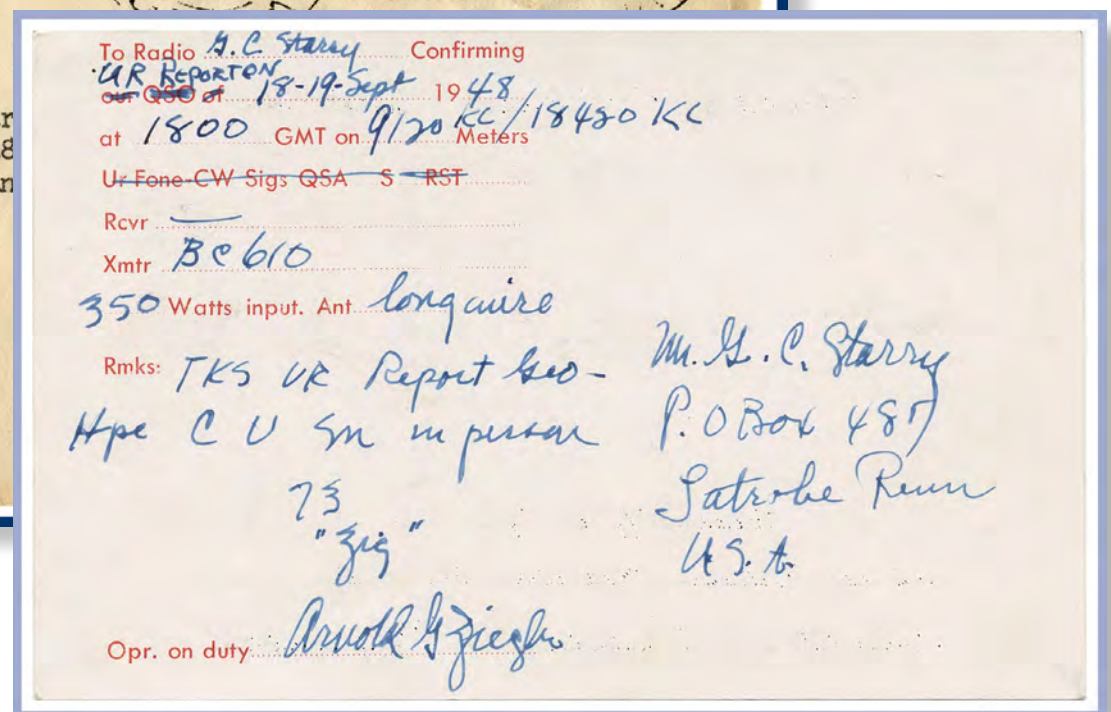 To Radio G. C. Starry Confirming
UR REPORT ON
our QSO of 18-19-Sept 1948
at 1800 GMT on 9120 KC/18420 KC Meters
Ur Fone-CW Sigs QSA S RST
Rcvr —
Xmtr BC610
350 Watts input. Ant longwire
Rmks: TKS UR Report Geo-
Hpe C U Sn in person
73
"Zig"
Opr. on duty Arnold G Ziegler
Mr. G. C. Starry
P.O Box 487
Latrobe Penn
U.S.A.